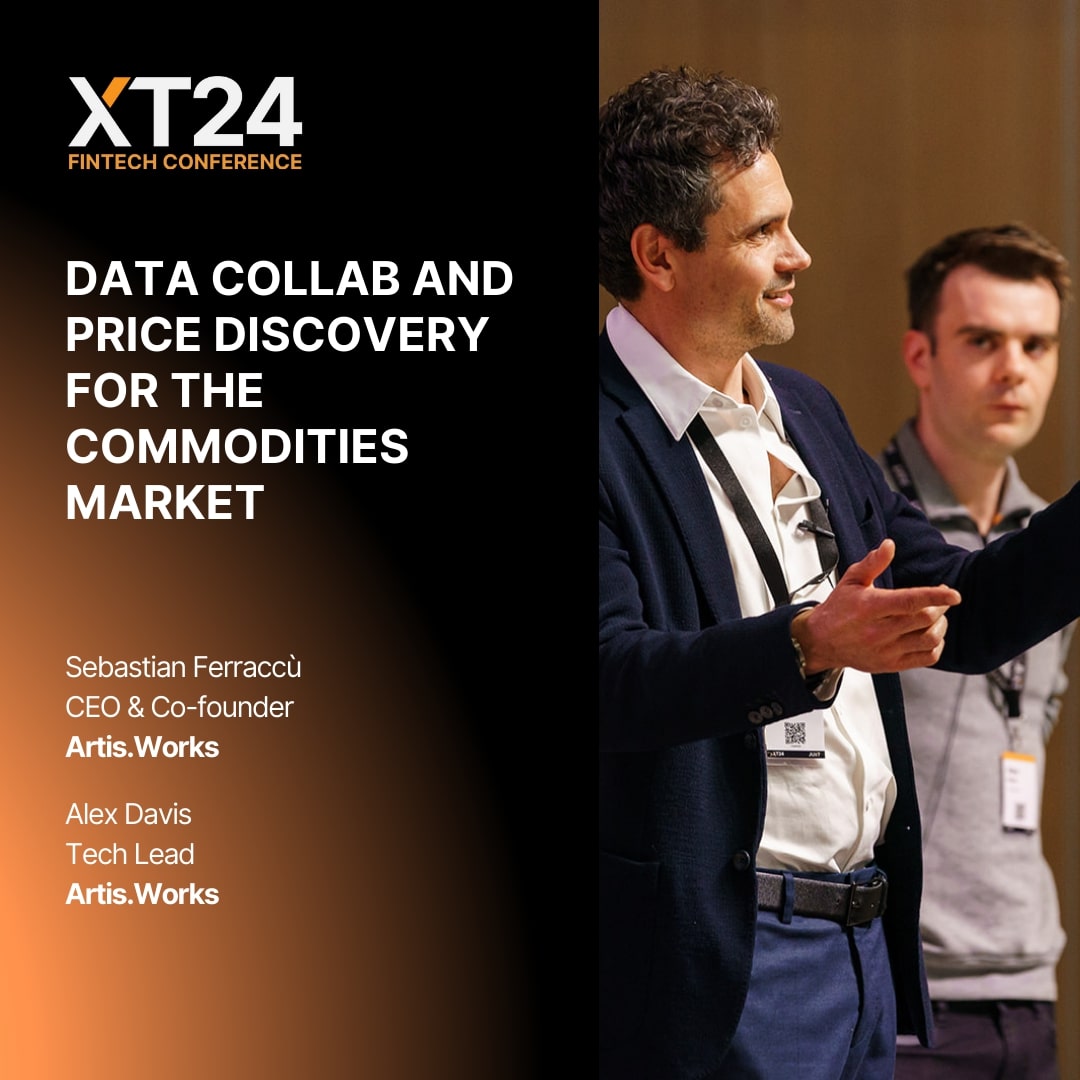 XT24
FINTECH CONFERENCE
DATA COLLAB AND
PRICE DISCOVERY
FOR THE
COMMODITIES
MARKET
Sebastian Ferraccù
CEO & Co-founder
Artis.Works
Alex Davis
Tech Lead
Artis.Works
XT24